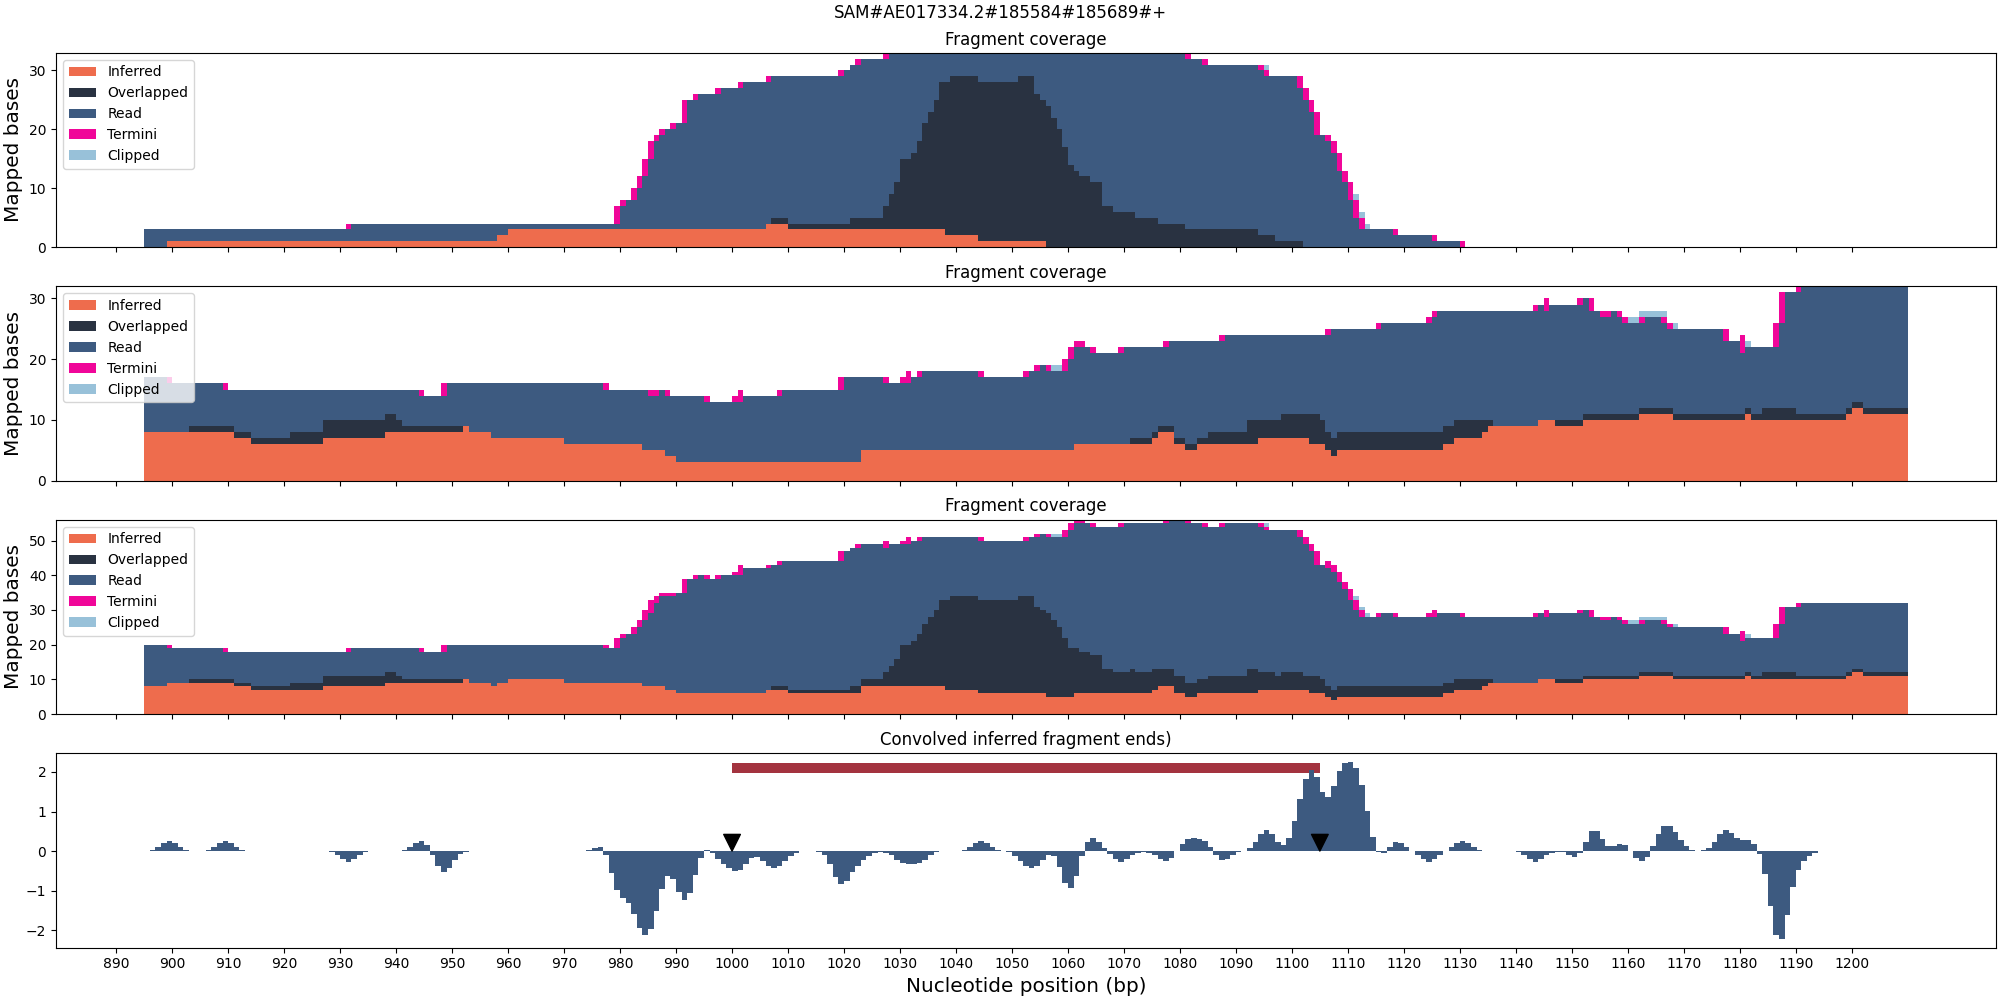 SAM#AE017334.2#185584#185689#+
Fragment coverage
Mapped bases
30
20
10
0
Inferred
Overlapped
Read
Termini
Clipped
Fragment coverage
Mapped bases
30
20
10
0
Inferred
Overlapped
Read
Termini
Clipped
Fragment coverage
Mapped bases
50
40
30
20
10
0
Inferred
Overlapped
Read
Termini
Clipped
Convolved inferred fragment ends)
2
1
0
−1
−2
890 900 910 920 930 940 950 960 970 980 990 1000 1010 1020 1030 1040 1050 1060 1070 1080 1090 1100 1110 1120 1130 1140 1150 1160 1170 1180 1190 1200
Nucleotide position (bp)